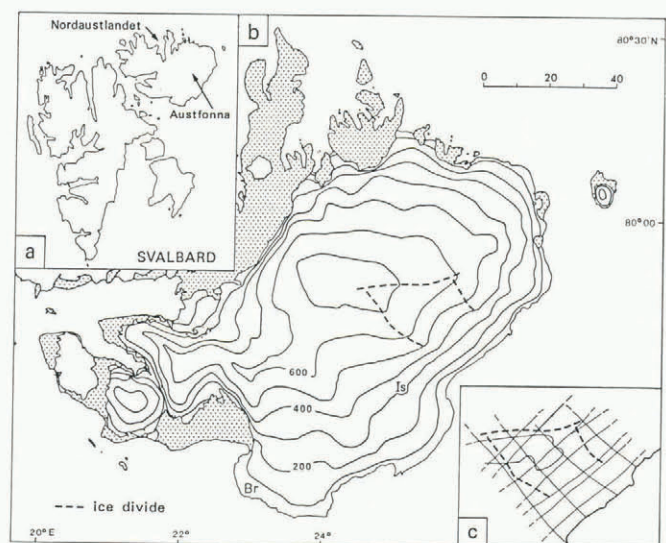 Nordaustlandet
Austfonna
a
SVALBARD
b
80°30'N
0 20 40
80°00
600
400
200
Is
Br
--- ice divide
20°E 22° 24°
c